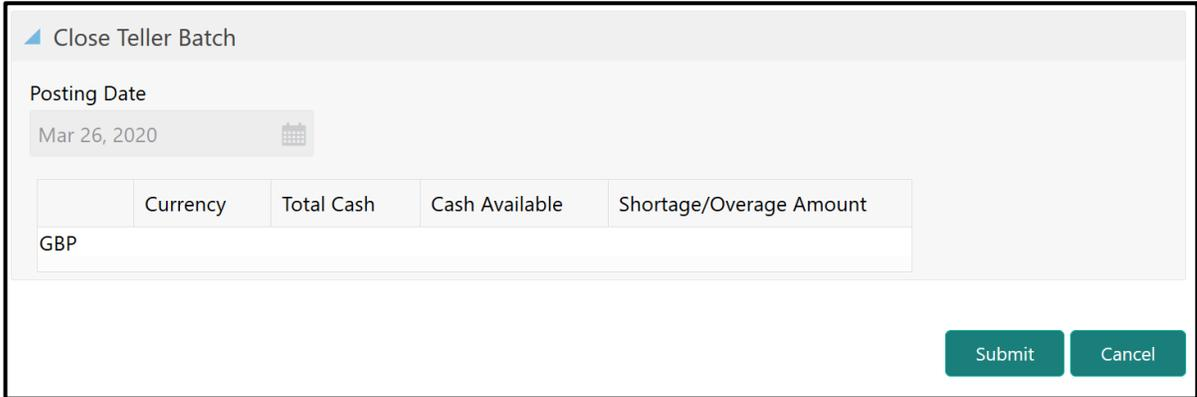 Close Teller Batch
Posting Date
Mar 26, 2020
Currency Total Cash Cash Available Shortage/Overage Amount
GBP
Submit Cancel